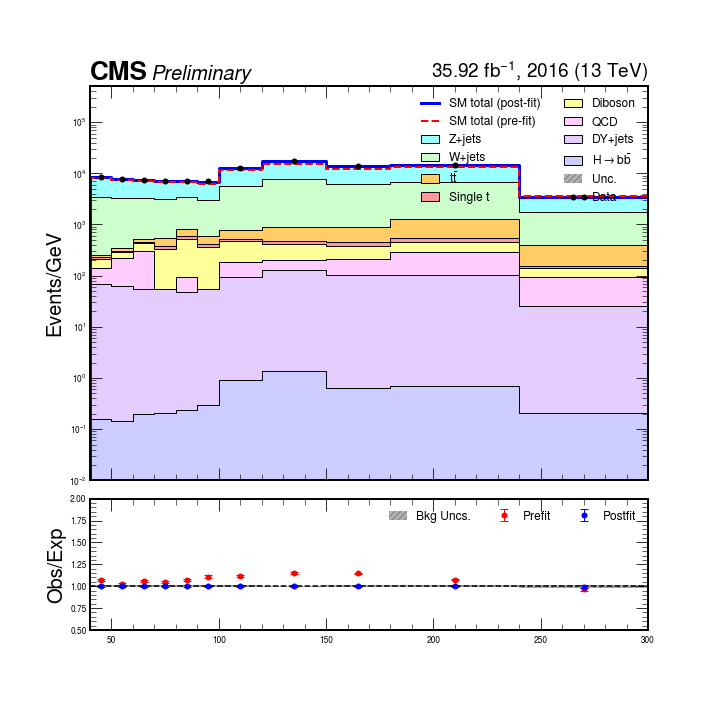 CMS Preliminary 35.92 fb⁻¹, 2016 (13 TeV)
SM total (post-fit) Diboson
SM total (pre-fit) QCD
Z+jets DY+jets
W+jets H→bb̄
tt̄ Unc.
Single t Data
Events/GeV
10⁵
10⁴
10³
10²
10¹
10⁰
10⁻¹
10⁻²
Bkg Uncs. Prefit Postfit
Obs/Exp
2.00
1.75
1.50
1.25
1.00
0.75
0.50
50 100 150 200 250 300